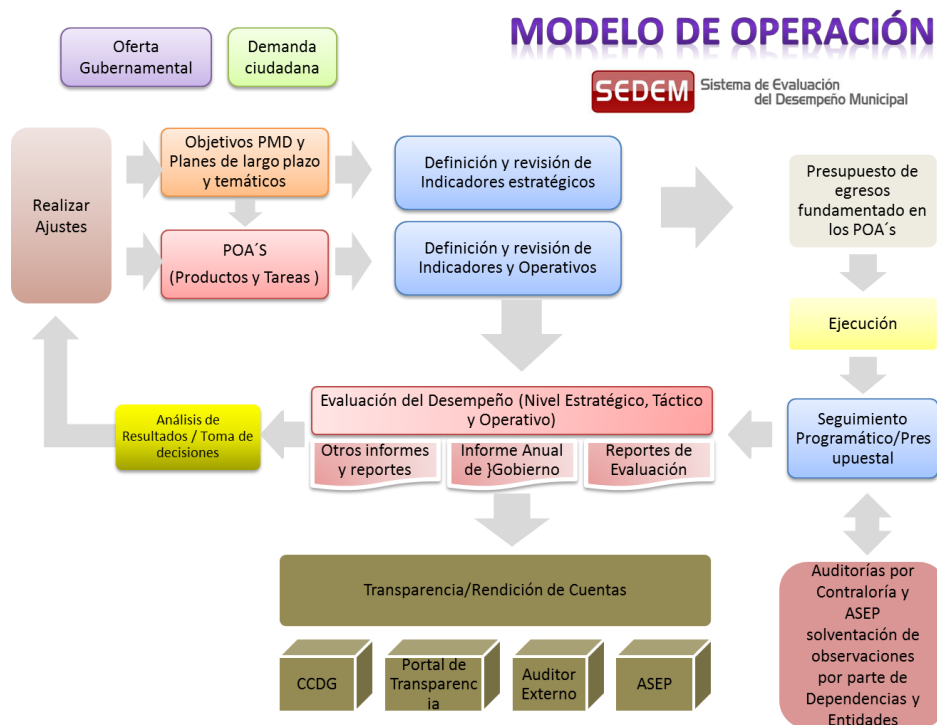 MODELO DE OPERACIÓN
Oferta
Gubernamental
Demanda
ciudadana
SEDEM
Sistema de Evaluación
del Desempeño Municipal
Realizar
Ajustes
Objetivos PMD y
Planes de largo plazo
y temáticos
Definición y revisión de
Indicadores estratégicos
Presupuesto de
egresos
fundamentado en
los POA´s
POA´S
(Productos y Tareas )
Definición y revisión de
Indicadores y Operativos
Ejecución
Evaluación del Desempeño (Nivel Estratégico, Táctico
y Operativo)
Análisis de
Resultados / Toma de
decisiones
Otros informes
y reportes
Informe Anual
de }Gobierno
Reportes de
Evaluación
Seguimiento
Programático/Pres
upuestal
Transparencia/Rendición de Cuentas
CCDG
Portal de
Transparenc
ia
Auditor
Externo
ASEP
Auditorías por
Contraloría y
ASEP
solventación de
observaciones
por parte de
Dependencias y
Entidades